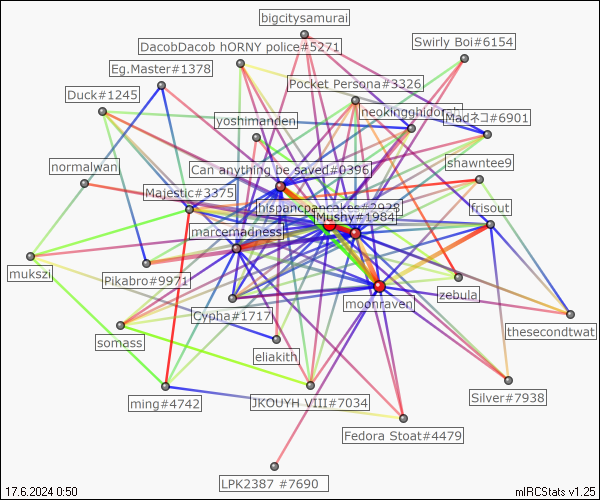 bigcitysamurai
DacobDacob hORNY police#5271
Swirly Boi#6154
Eg.Master#1378
Pocket Persona#3326
Duck#1245
neokingghidorah
Madネコ#6901
yoshimanden
normalwan
Can anything be saved#0396
shawntee9
Majestic#3375
hispancpancakes#2929
Mushy#1984
frisout
marcemadness
mukszi
Pikabro#9971
moonraven
zebula
Cypha#1717
thesecondtwat
somass
eliakith
ming#4742
JKOUYH VIII#7034
Silver#7938
Fedora Stoat#4479
LPK2387 #7690
17.6.2024 0:50
mIRCStats v1.25